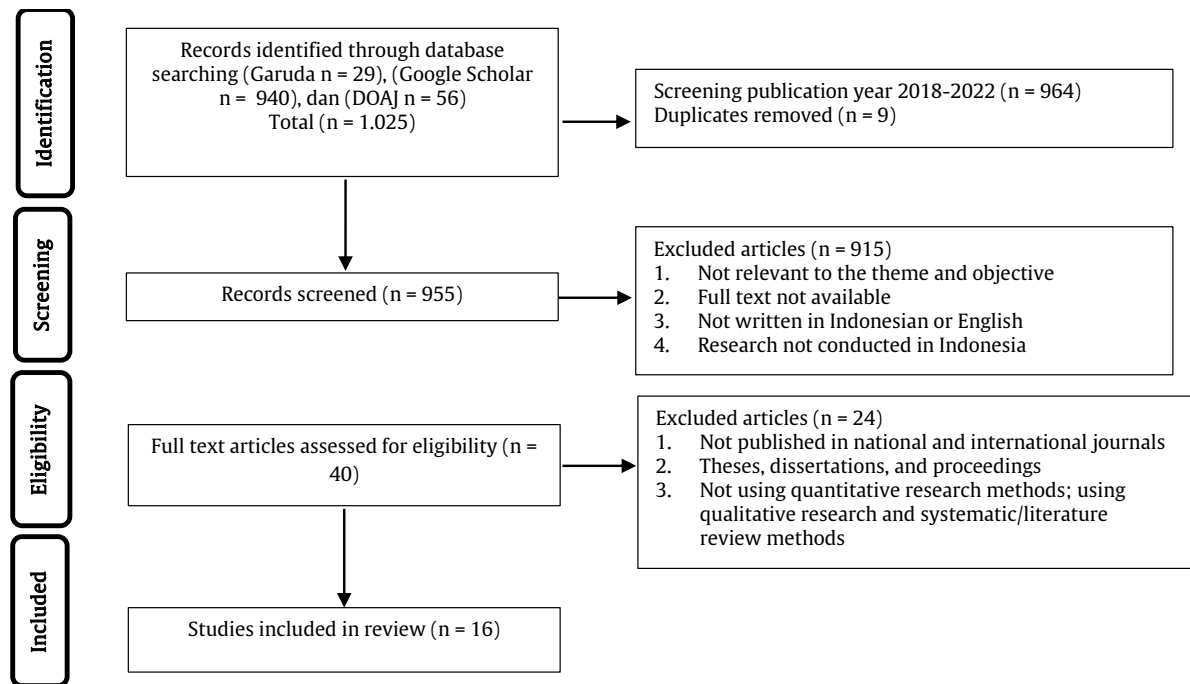 Identification
Records identified through database
searching (Garuda n = 29), (Google Scholar
n = 940), dan (DOAJ n = 56)
Total (n = 1.025)
Screening publication year 2018-2022 (n = 964)
Duplicates removed (n = 9)
Screening
Records screened (n = 955)
Excluded articles (n = 915)
1. Not relevant to the theme and objective
2. Full text not available
3. Not written in Indonesian or English
4. Research not conducted in Indonesia
Eligibility
Full text articles assessed for eligibility (n =
40)
Excluded articles (n = 24)
1. Not published in national and international journals
2. Theses, dissertations, and proceedings
3. Not using quantitative research methods; using
qualitative research and systematic/literature
review methods
Included
Studies included in review (n = 16)